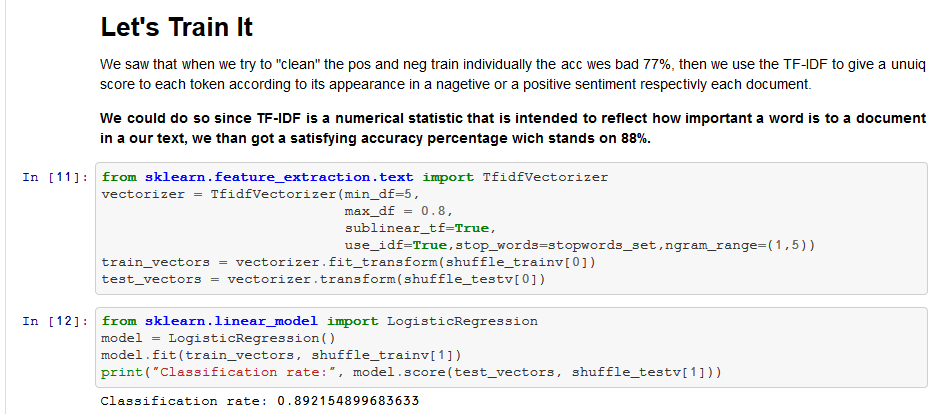 Let's Train It
We saw that when we try to "clean" the pos and neg train individually the acc wes bad 77%, then we use the TF-IDF to give a unuiq
score to each token according to its appearance in a nagetive or a positive sentiment respectivly each document.
We could do so since TF-IDF is a numerical statistic that is intended to reflect how important a word is to a document
in a our text, we than got a satisfying accuracy percentage wich stands on 88%.
In [11]: from sklearn.feature_extraction.text import TfidfVectorizer
vectorizer = TfidfVectorizer(min_df=5,
max_df = 0.8,
sublinear_tf=True,
use_idf=True,stop_words=stopwords_set,ngram_range=(1,5))
train_vectors = vectorizer.fit_transform(shuffle_trainv[0])
test_vectors = vectorizer.transform(shuffle_testv[0])
In [12]: from sklearn.linear_model import LogisticRegression
model = LogisticRegression()
model.fit(train_vectors, shuffle_trainv[1])
print("Classification rate:", model.score(test_vectors, shuffle_testv[1]))
Classification rate: 0.892154899683633